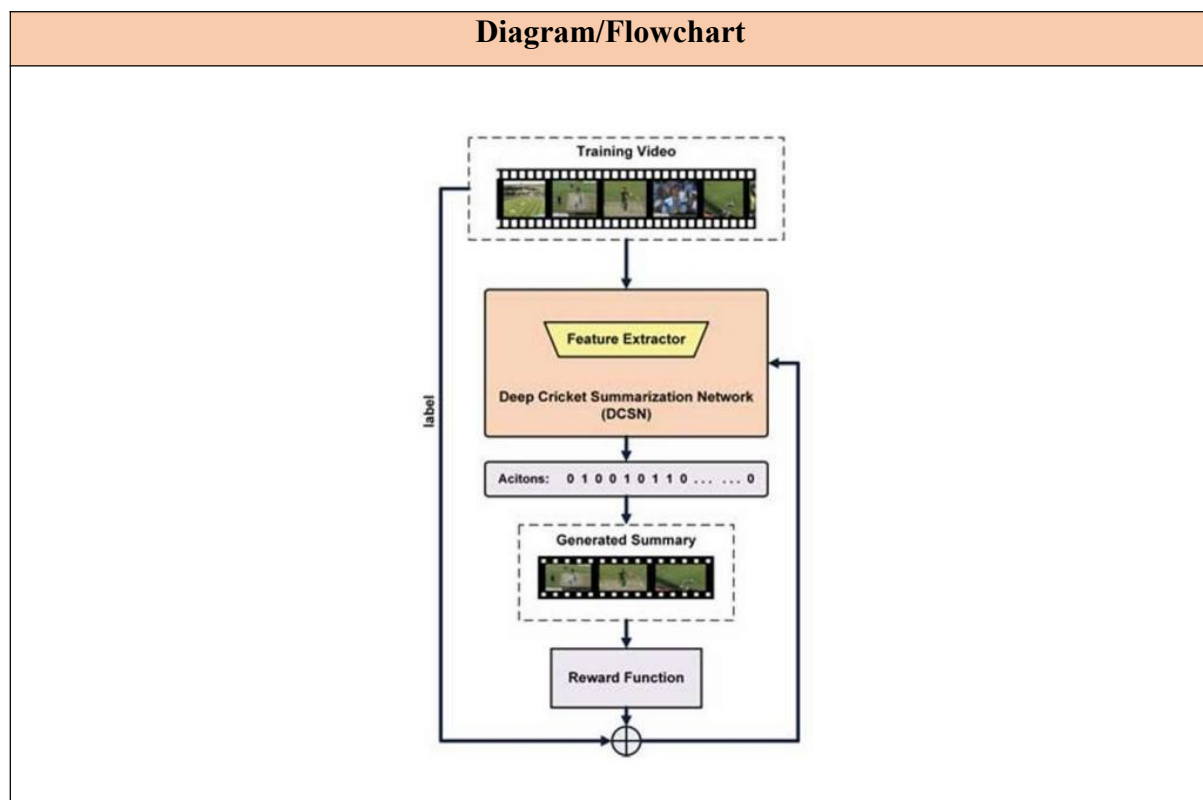 Diagram/Flowchart
Training Video
Feature Extractor
Deep Cricket Summarization Network
(DCSN)
label
Acitons: 0 1 0 0 1 0 1 1 0 . . . . . . 0
Generated Summary
Reward Function